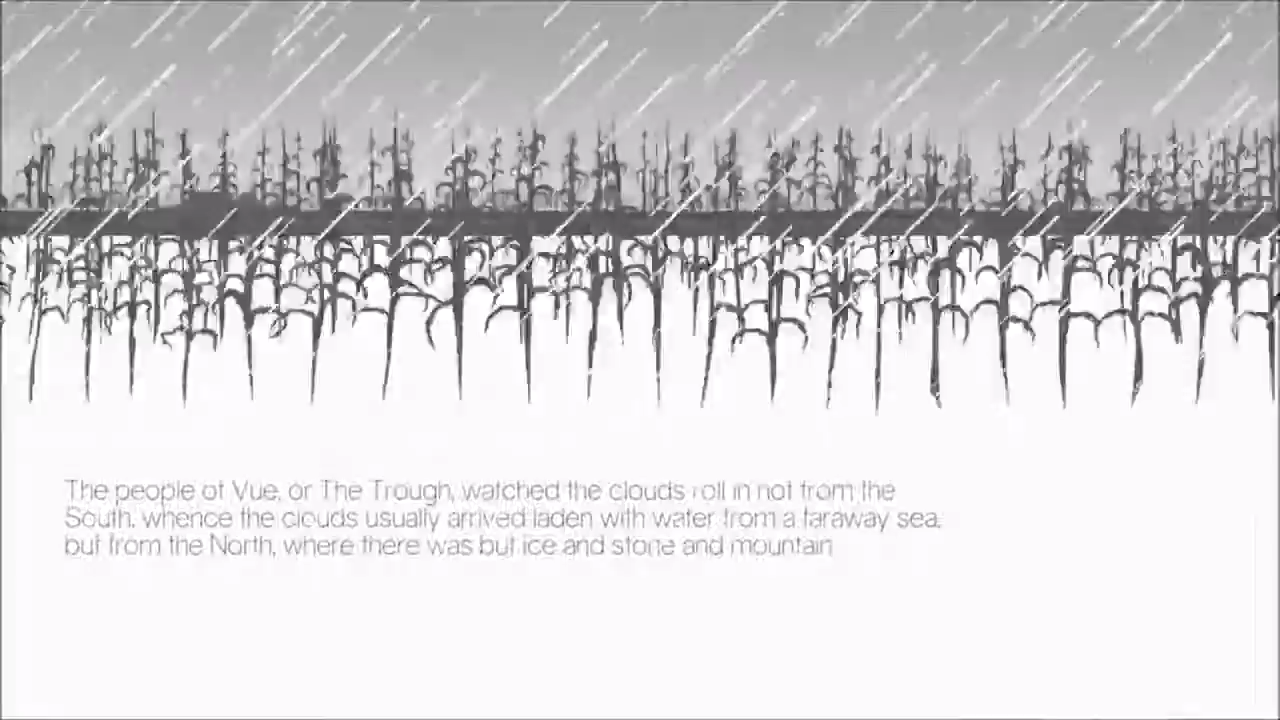 The people of Vue, or The Trough, watched the clouds roll in not from the
South, whence the clouds usually arrived laden with water from a faraway sea,
but from the North, where there was but ice and stone and mountain